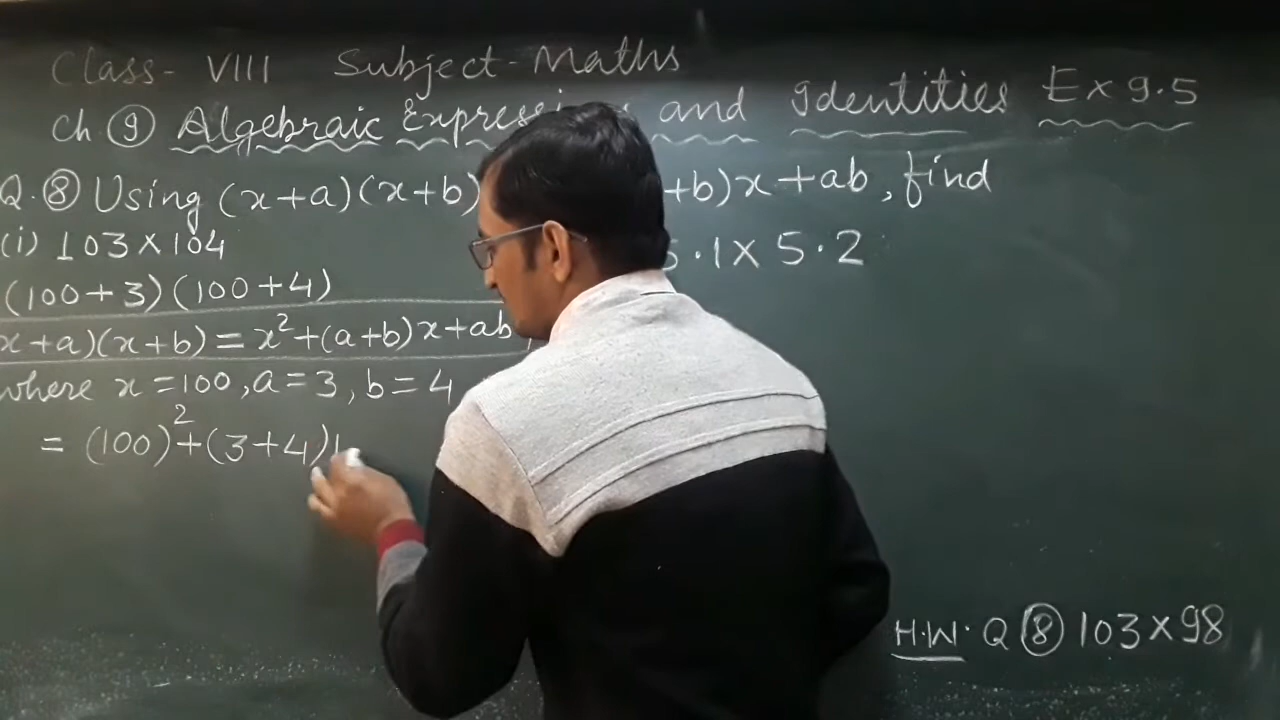 Class- VIII Subject-Maths
Ch ⑨ Algebraic Express and Identities Ex 9.5
Q.⑧ Using (x+a)(x+b) +b)x+ab, find
(i) 103×104
5.1×5.2
(100+3)(100+4)
x+a)(x+b)=x²+(a+b)x+ab
where x=100, a=3, b=4
= (100)²+(3+4)1
H.W. Q⑧ 103×98